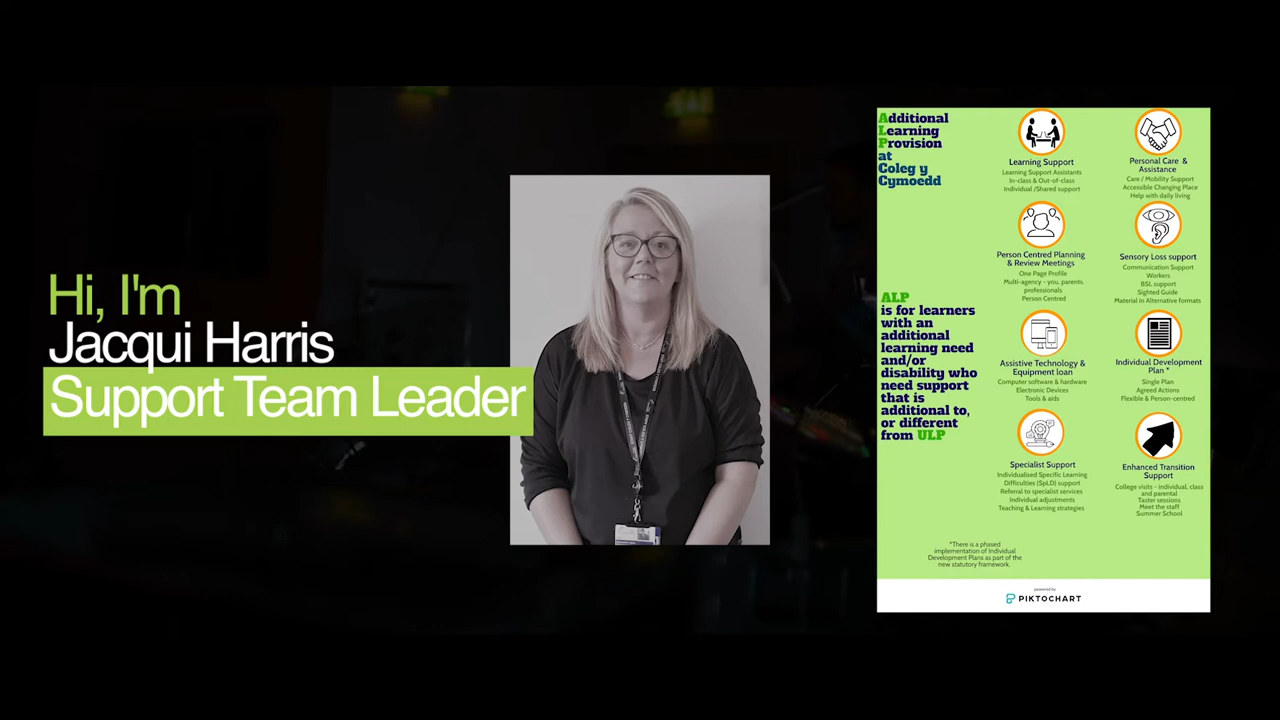 Hi, I'm
Jacqui Harris
Support Team Leader
Additional
Learning
Provision
at
Coleg y
Cymoedd
ALP
is for learners
with an
additional
learning need
and/or
disability who
need support
that is
additional to,
or different
from ULP
Learning Support
Learning Support Assistants
In-class & Out-of-class
Individual /Shared support
Personal Care &
Assistance
Care / Mobility Support
Accessible Changing Place
Help with daily living
Person Centred Planning
& Review Meetings
One Page Profile
Multi-agency - you, parents,
professionals
Person Centred
Sensory Loss support
Communication Support
Workers
BSL support
Sighted Guide
Material in Alternative formats
Assistive Technology &
Equipment loan
Computer software & hardware
Electronic Devices
Tools & aids
Individual Development
Plan *
Single Plan
Agreed Actions
Flexible & Person-centred
Specialist Support
Individualised Specific Learning
Difficulties (SpLD) support
Referral to specialist services
Individual adjustments
Teaching & Learning strategies
Enhanced Transition
Support
College visits - individual, class
and parental
Taster sessions
Meet the staff
Summer School
*There is a phased
implementation of Individual
Development Plans as part of the
new statutory framework.
powered by
PIKTOCHART